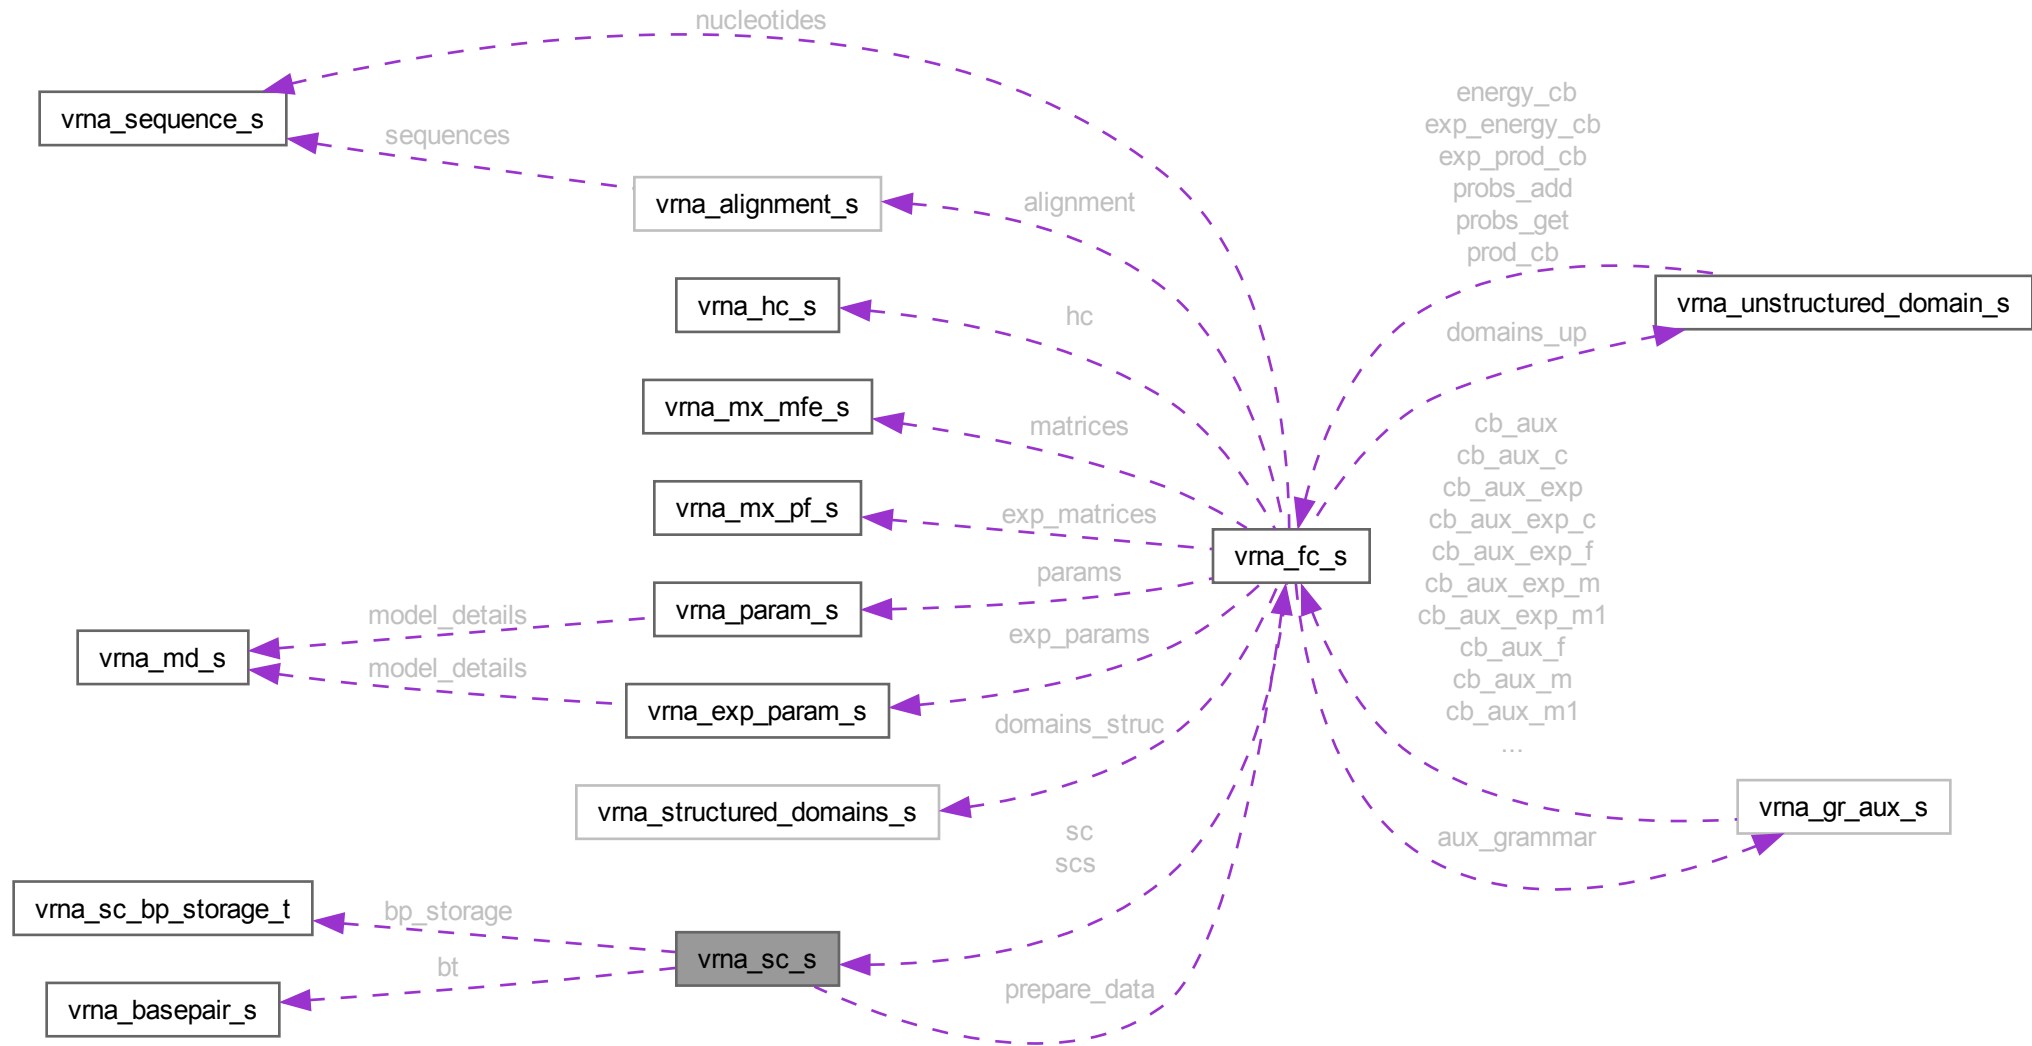 nucleotides
vrna_sequence_s
sequences
vrna_alignment_s
alignment
energy_cb
exp_energy_cb
exp_prod_cb
probs_add
probs_get
prod_cb
vrna_hc_s
hc
vrna_unstructured_domain_s
domains_up
vrna_mx_mfe_s
matrices
vrna_mx_pf_s
exp_matrices
vrna_fc_s
cb_aux
cb_aux_c
cb_aux_exp
cb_aux_exp_c
cb_aux_exp_f
cb_aux_exp_m
cb_aux_exp_m1
cb_aux_f
cb_aux_m
cb_aux_m1
...
params
vrna_param_s
model_details
vrna_md_s
exp_params
model_details
vrna_exp_param_s
domains_struc
vrna_structured_domains_s
vrna_gr_aux_s
aux_grammar
sc
scs
vrna_sc_bp_storage_t
bp_storage
vrna_sc_s
bt
prepare_data
vrna_basepair_s